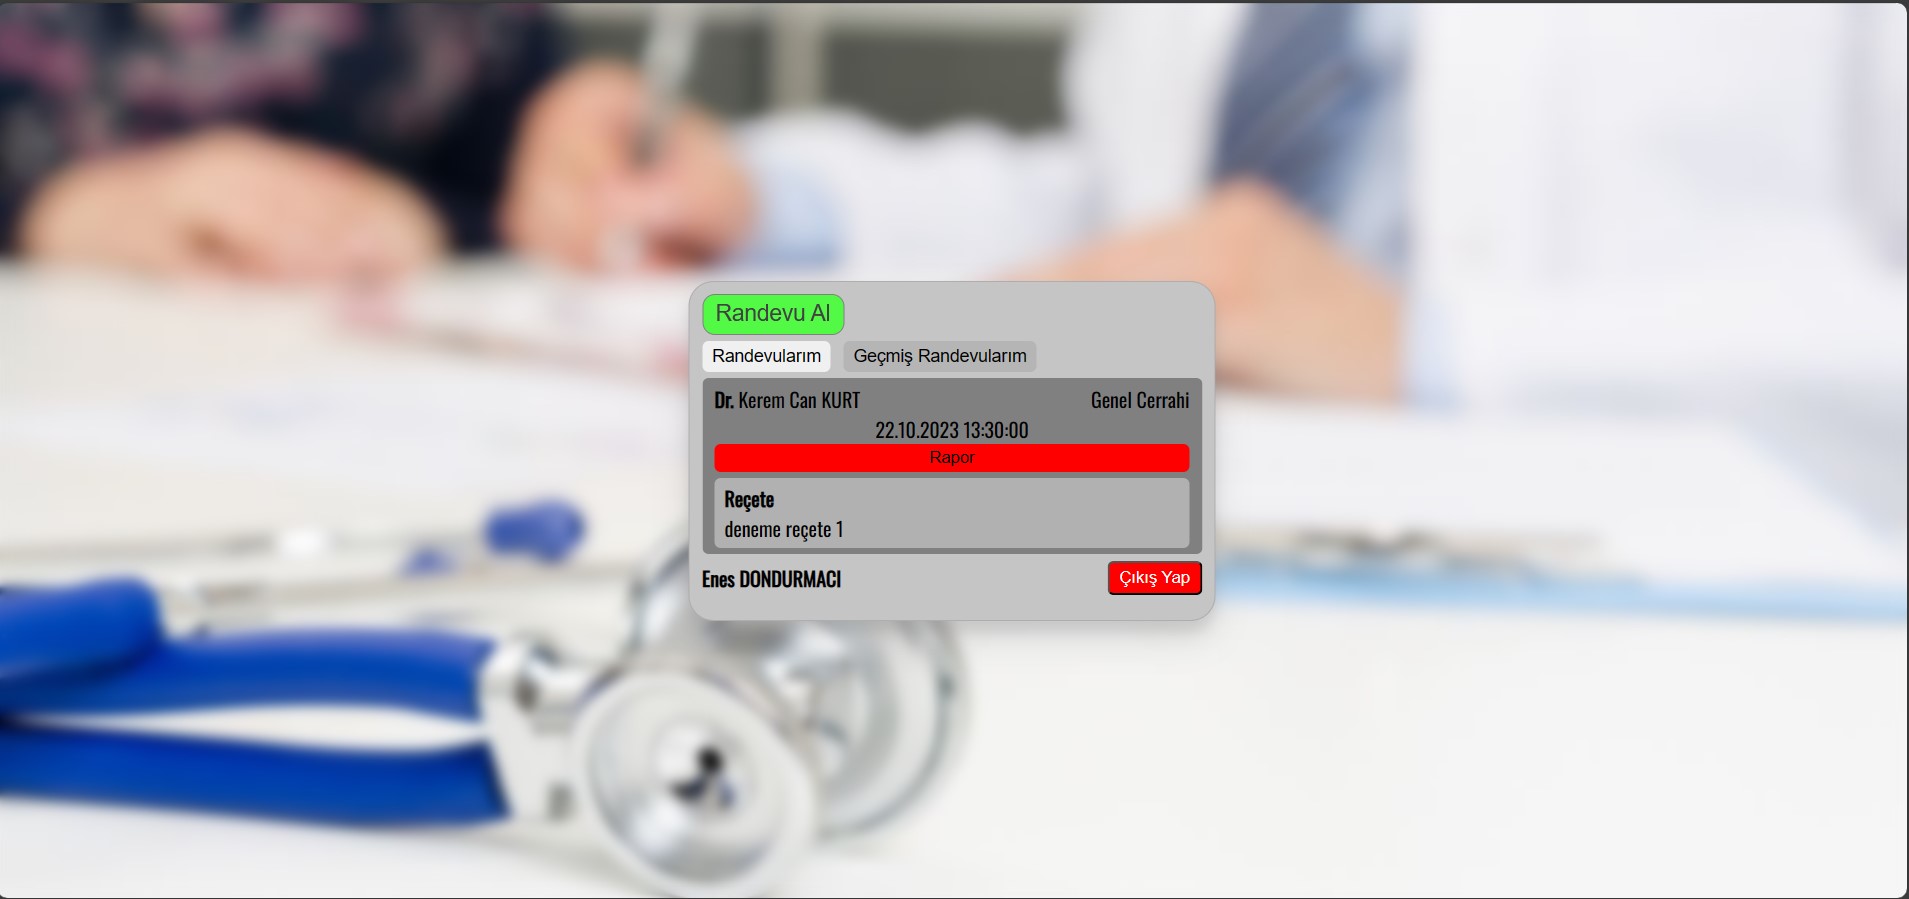 Randevu Al
Randevularım Geçmiş Randevularım
Dr. Kerem Can KURT Genel Cerrahi
22.10.2023 13:30:00
Rapor
Reçete
deneme reçete 1
Enes DONDURMACI Çıkış Yap